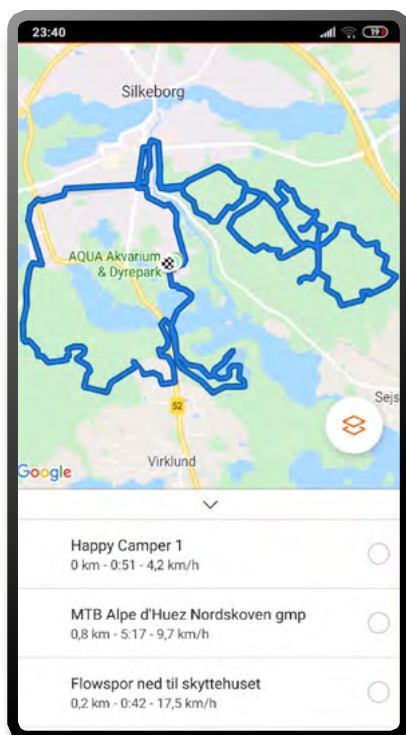 23:40
19
Silkeborg
AQUA Akvarium
& Dyrepark
52
Sejs
Virklund
Google
Happy Camper 1
0 km - 0:51 - 4,2 km/h
MTB Alpe d'Huez Nordskoven gmp
0,8 km - 5:17 - 9,7 km/h
Flowspor ned til skyttehuset
0,2 km - 0:42 - 17,5 km/h